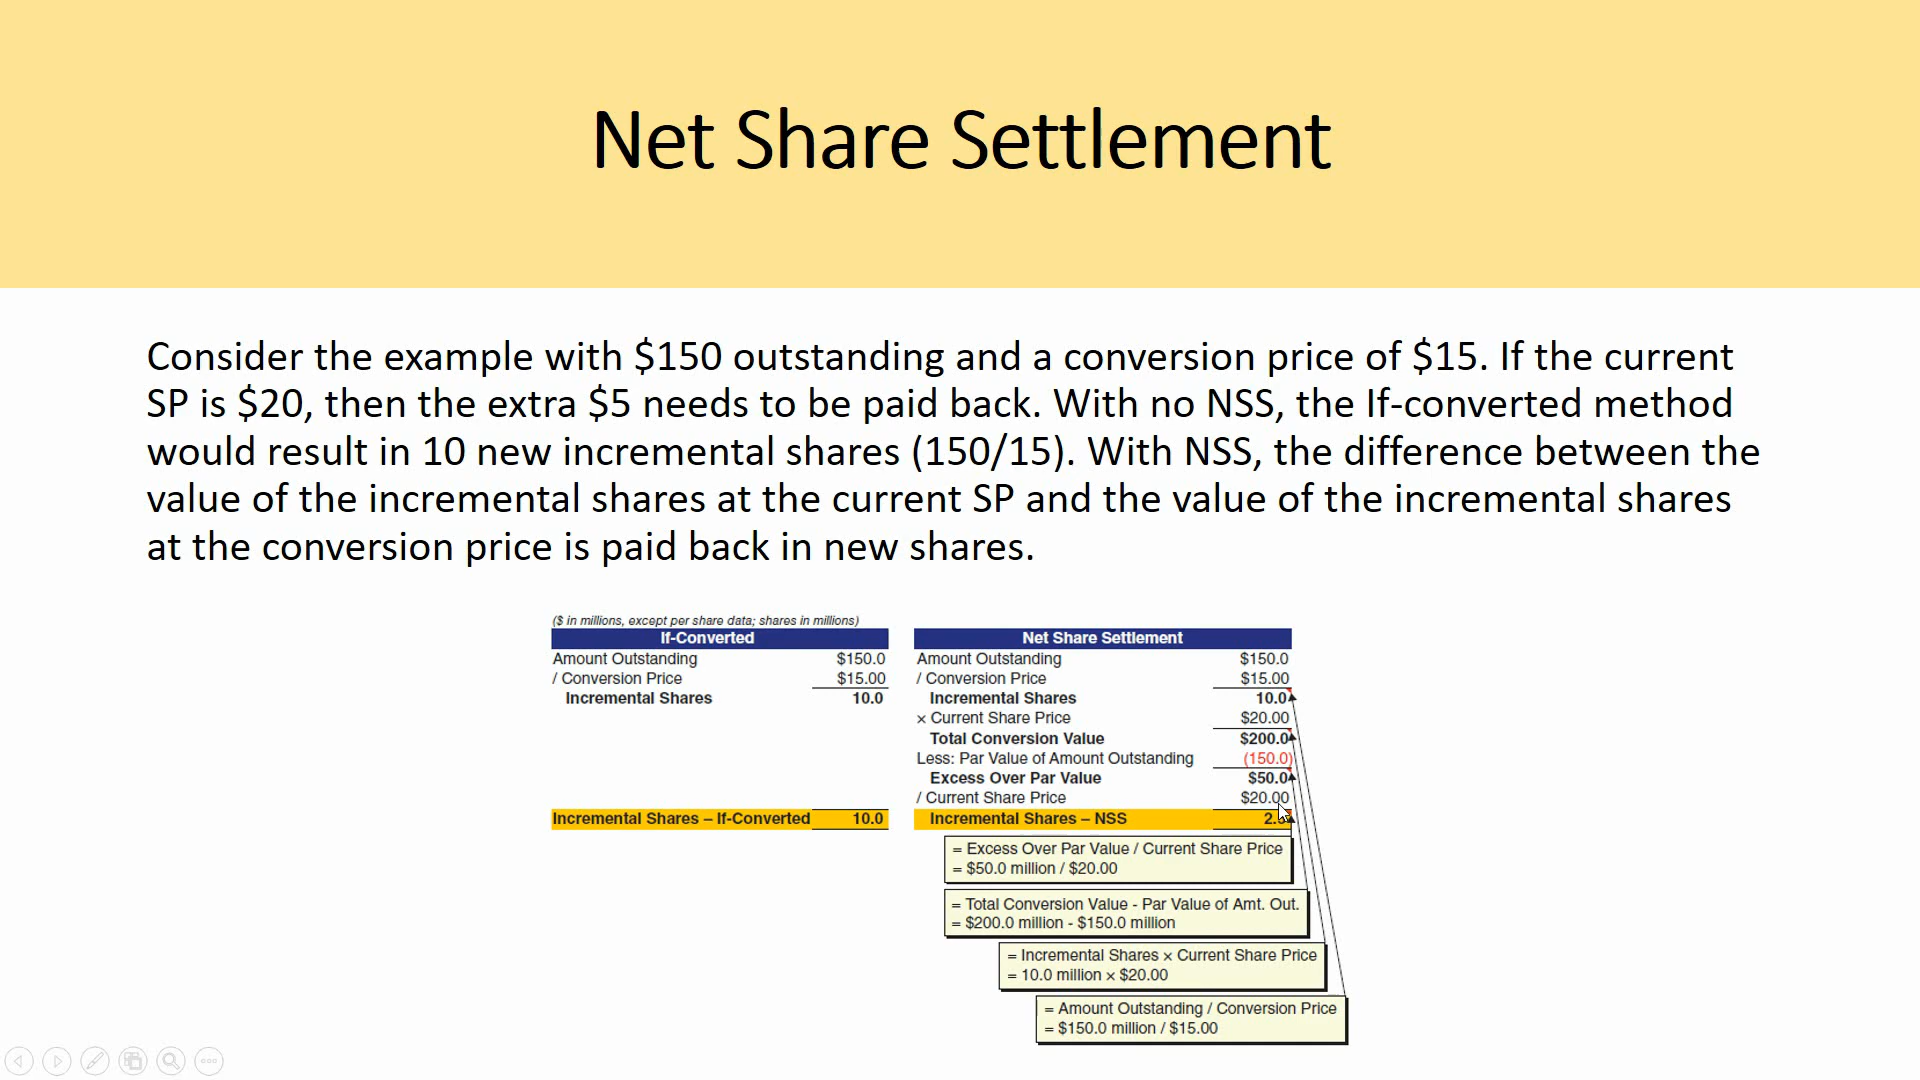 Net Share Settlement
Consider the example with $150 outstanding and a conversion price of $15. If the current
SP is $20, then the extra $5 needs to be paid back. With no NSS, the If-converted method
would result in 10 new incremental shares (150/15). With NSS, the difference between the
value of the incremental shares at the current SP and the value of the incremental shares
at the conversion price is paid back in new shares.
($ in millions, except per share data; shares in millions)
If-Converted
Amount Outstanding $150.0
/ Conversion Price $15.00
Incremental Shares 10.0
Incremental Shares – If-Converted 10.0
Net Share Settlement
Amount Outstanding $150.0
/ Conversion Price $15.00
Incremental Shares 10.0
× Current Share Price $20.00
Total Conversion Value $200.0
Less: Par Value of Amount Outstanding (150.0)
Excess Over Par Value $50.0
/ Current Share Price $20.00
Incremental Shares – NSS
= Excess Over Par Value / Current Share Price
= $50.0 million / $20.00
= Total Conversion Value - Par Value of Amt. Out.
= $200.0 million - $150.0 million
= Incremental Shares × Current Share Price
= 10.0 million × $20.00
= Amount Outstanding / Conversion Price
= $150.0 million / $15.00